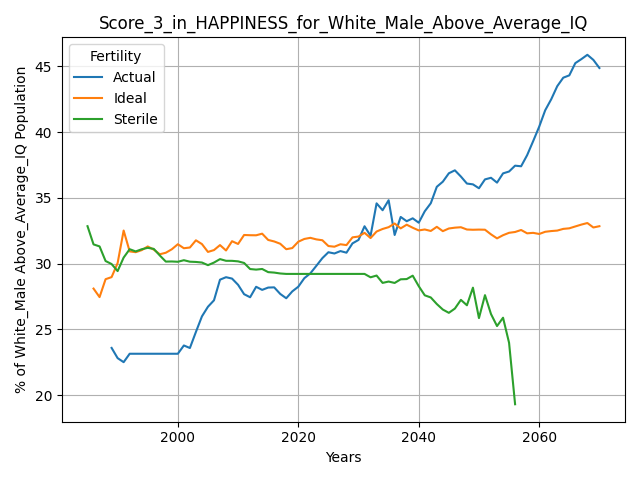 Score_3_in_HAPPINESS_for_White_Male_Above_Average_IQ
Fertility
Actual
Ideal
Sterile
% of White_Male Above_Average_IQ Population
45
40
35
30
25
20
2000
2020
2040
2060
Years